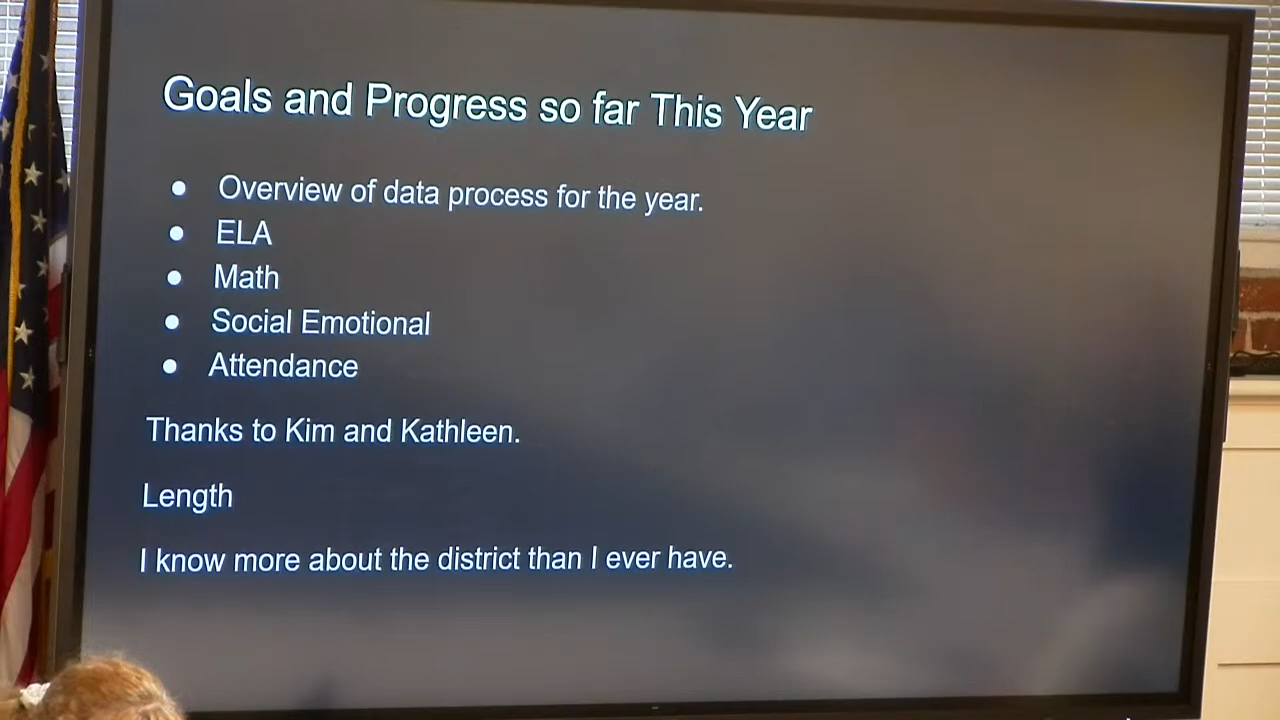 Goals and Progress so far This Year
● Overview of data process for the year.
● ELA
● Math
● Social Emotional
● Attendance
Thanks to Kim and Kathleen.
Length
I know more about the district than I ever have.